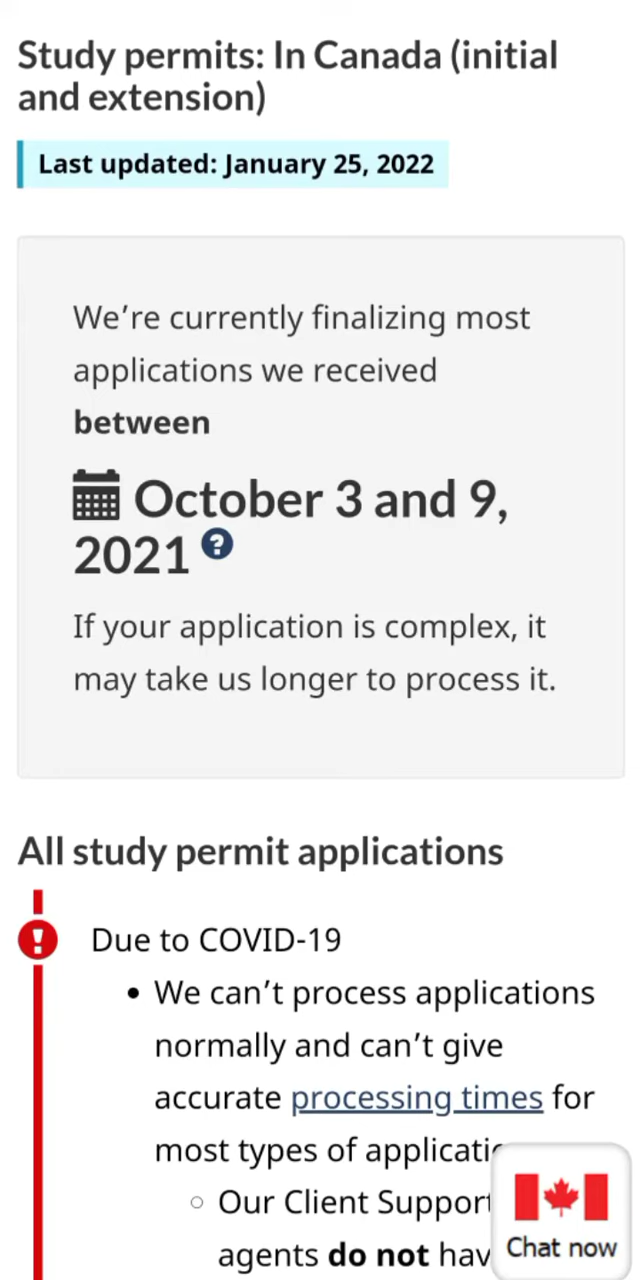 Study permits: In Canada (initial
and extension)
Last updated: January 25, 2022
We’re currently finalizing most
applications we received
between
October 3 and 9,
2021 ?
If your application is complex, it
may take us longer to process it.
All study permit applications
Due to COVID-19
• We can’t process applications
normally and can’t give
accurate processing times for
most types of
○ Our Client Support
agents do not
Chat now